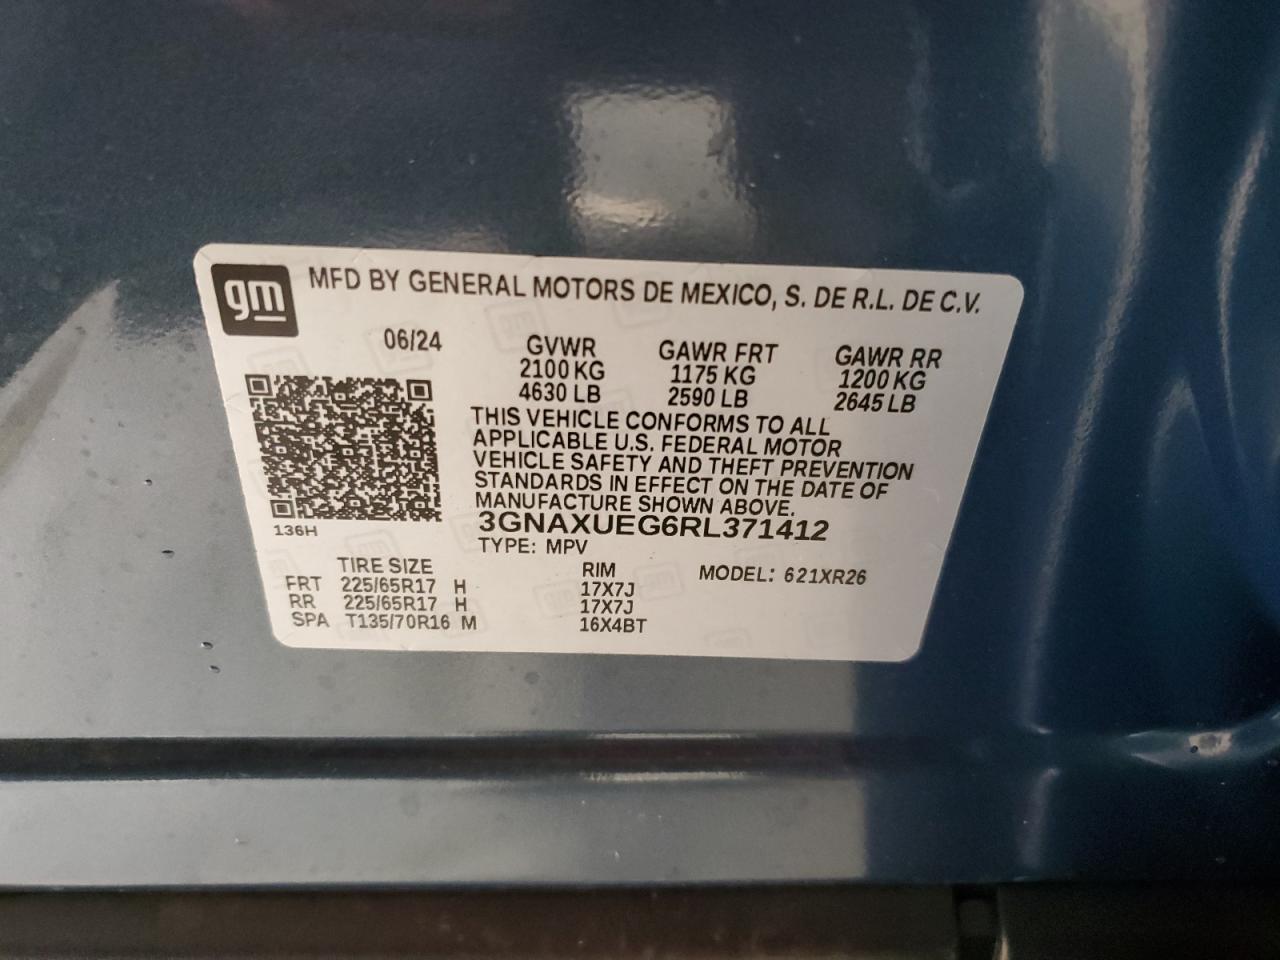 gm
MFD BY GENERAL MOTORS DE MEXICO, S. DE R.L. DE C.V.
06/24
GVWR
2100 KG
4630 LB
GAWR FRT
1175 KG
2590 LB
GAWR RR
1200 KG
2645 LB
THIS VEHICLE CONFORMS TO ALL
APPLICABLE U.S. FEDERAL MOTOR
VEHICLE SAFETY AND THEFT PREVENTION
STANDARDS IN EFFECT ON THE DATE OF
MANUFACTURE SHOWN ABOVE.
3GNAXUEG6RL371412
136H
TYPE: MPV
TIRE SIZE RIM MODEL: 621XR26
FRT 225/65R17 H 17X7J
RR 225/65R17 H 17X7J
SPA T135/70R16 M 16X4BT